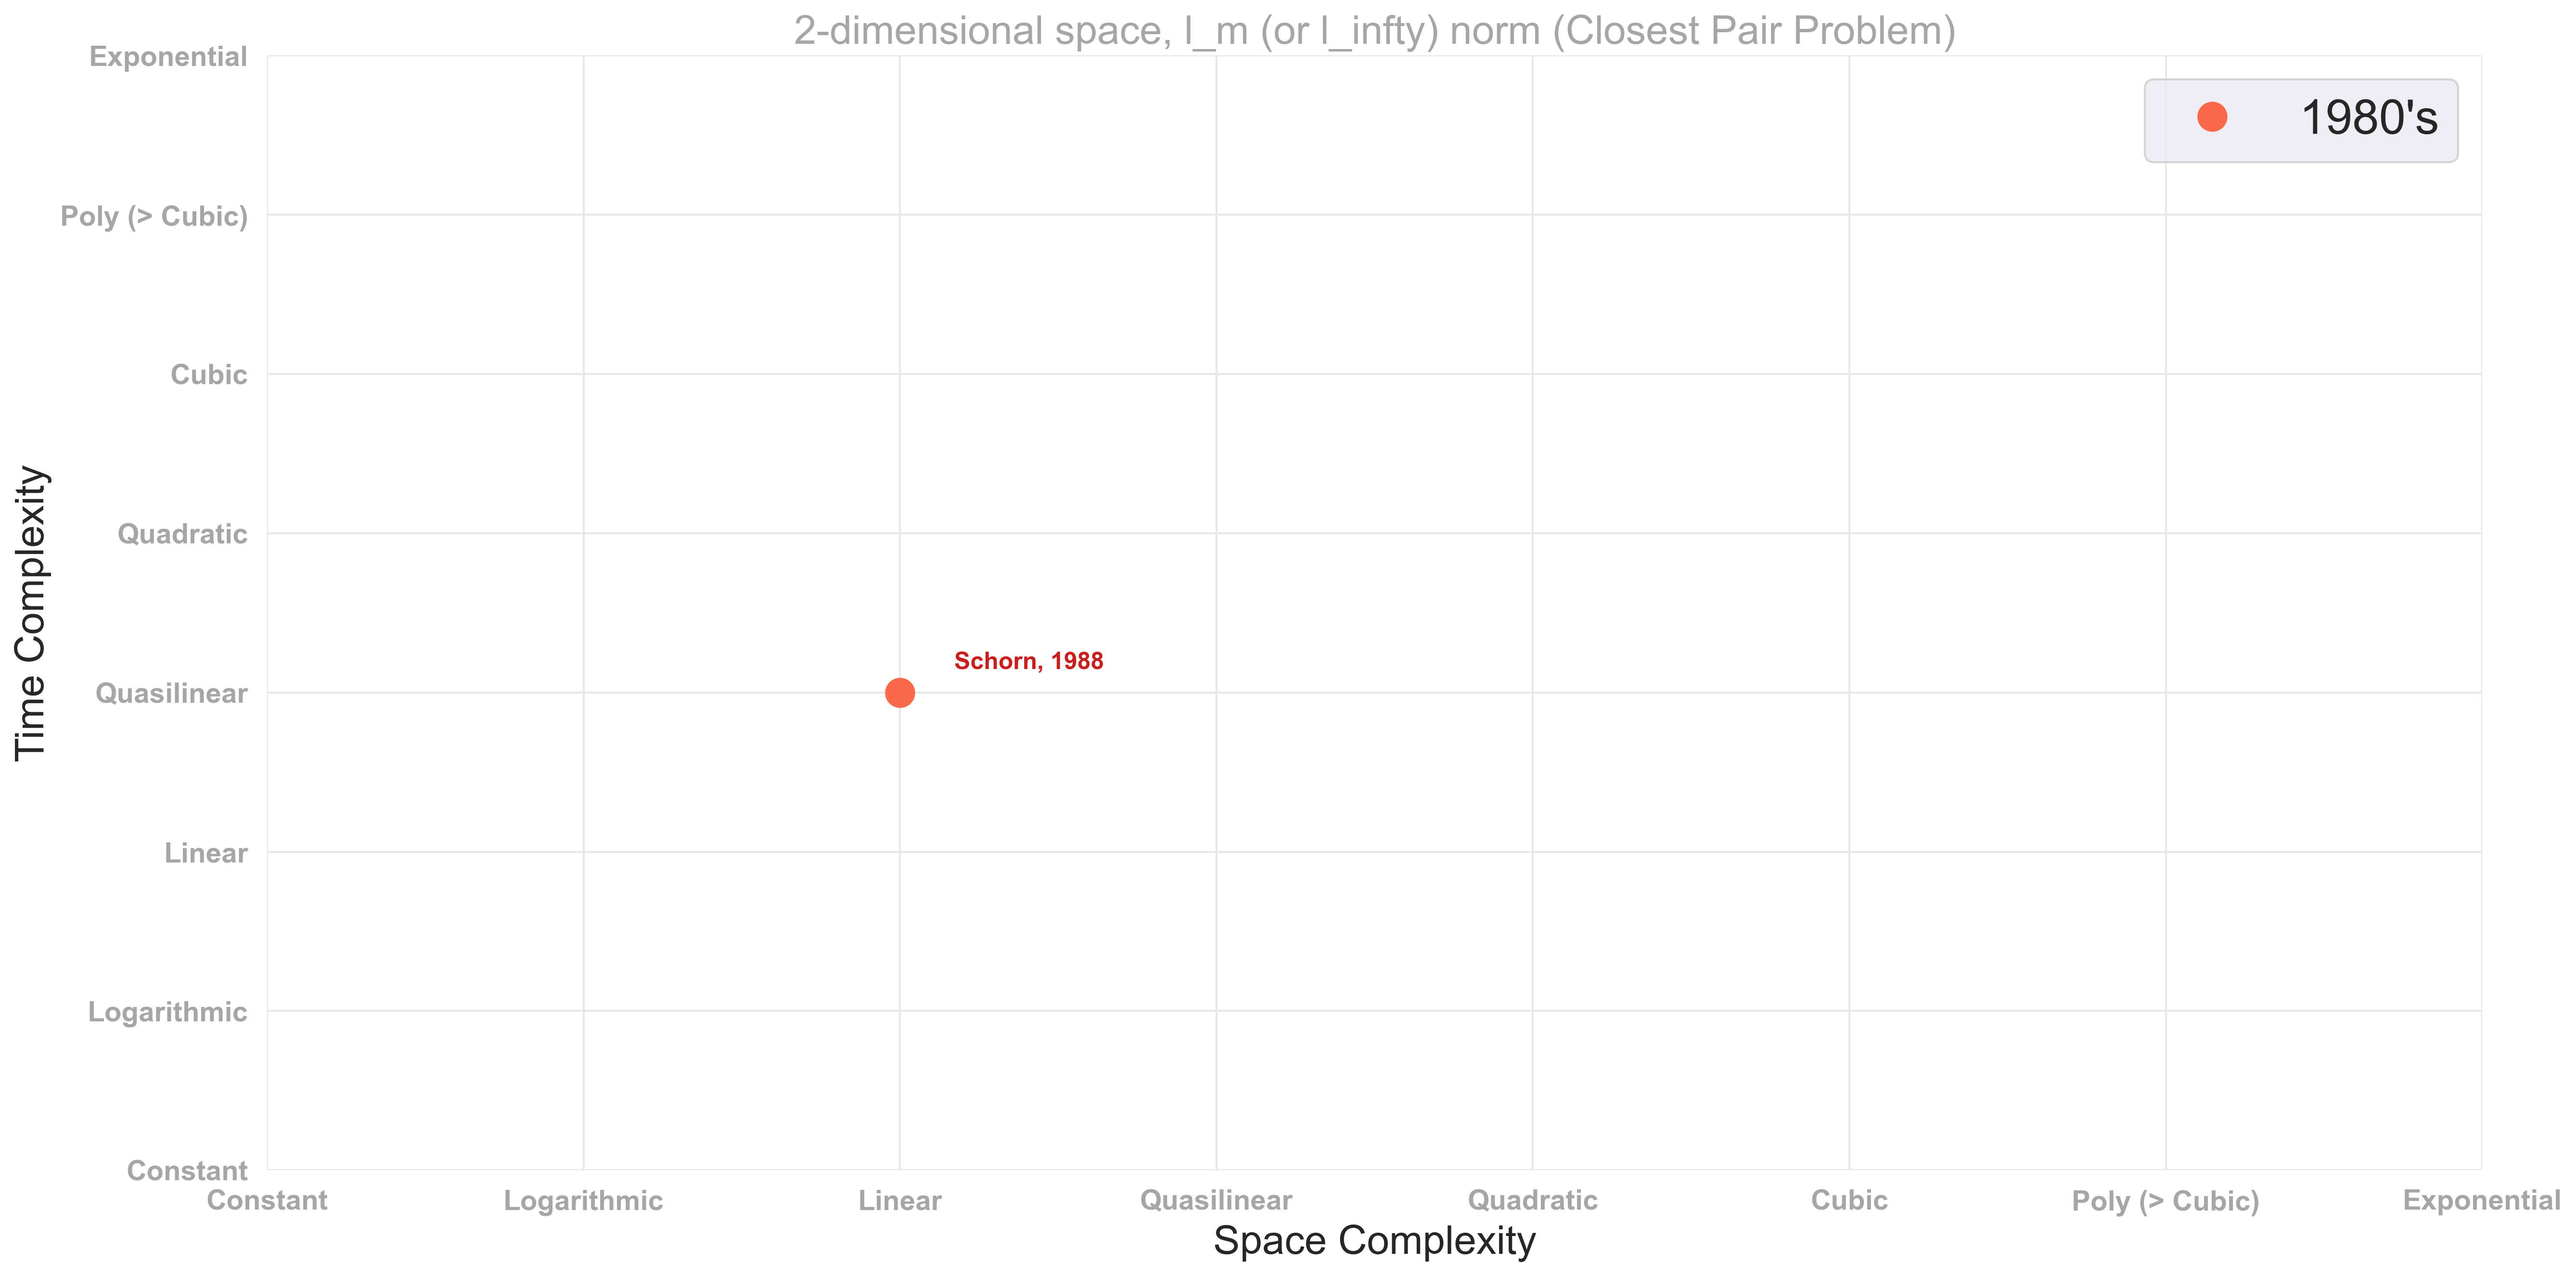 2-dimensional space, l_m (or l_infty) norm (Closest Pair Problem)
1980's
Time Complexity
Exponential
Poly (> Cubic)
Cubic
Quadratic
Quasilinear
Linear
Logarithmic
Constant
Schorn, 1988
Constant
Logarithmic
Linear
Quasilinear
Quadratic
Cubic
Poly (> Cubic)
Exponential
Space Complexity